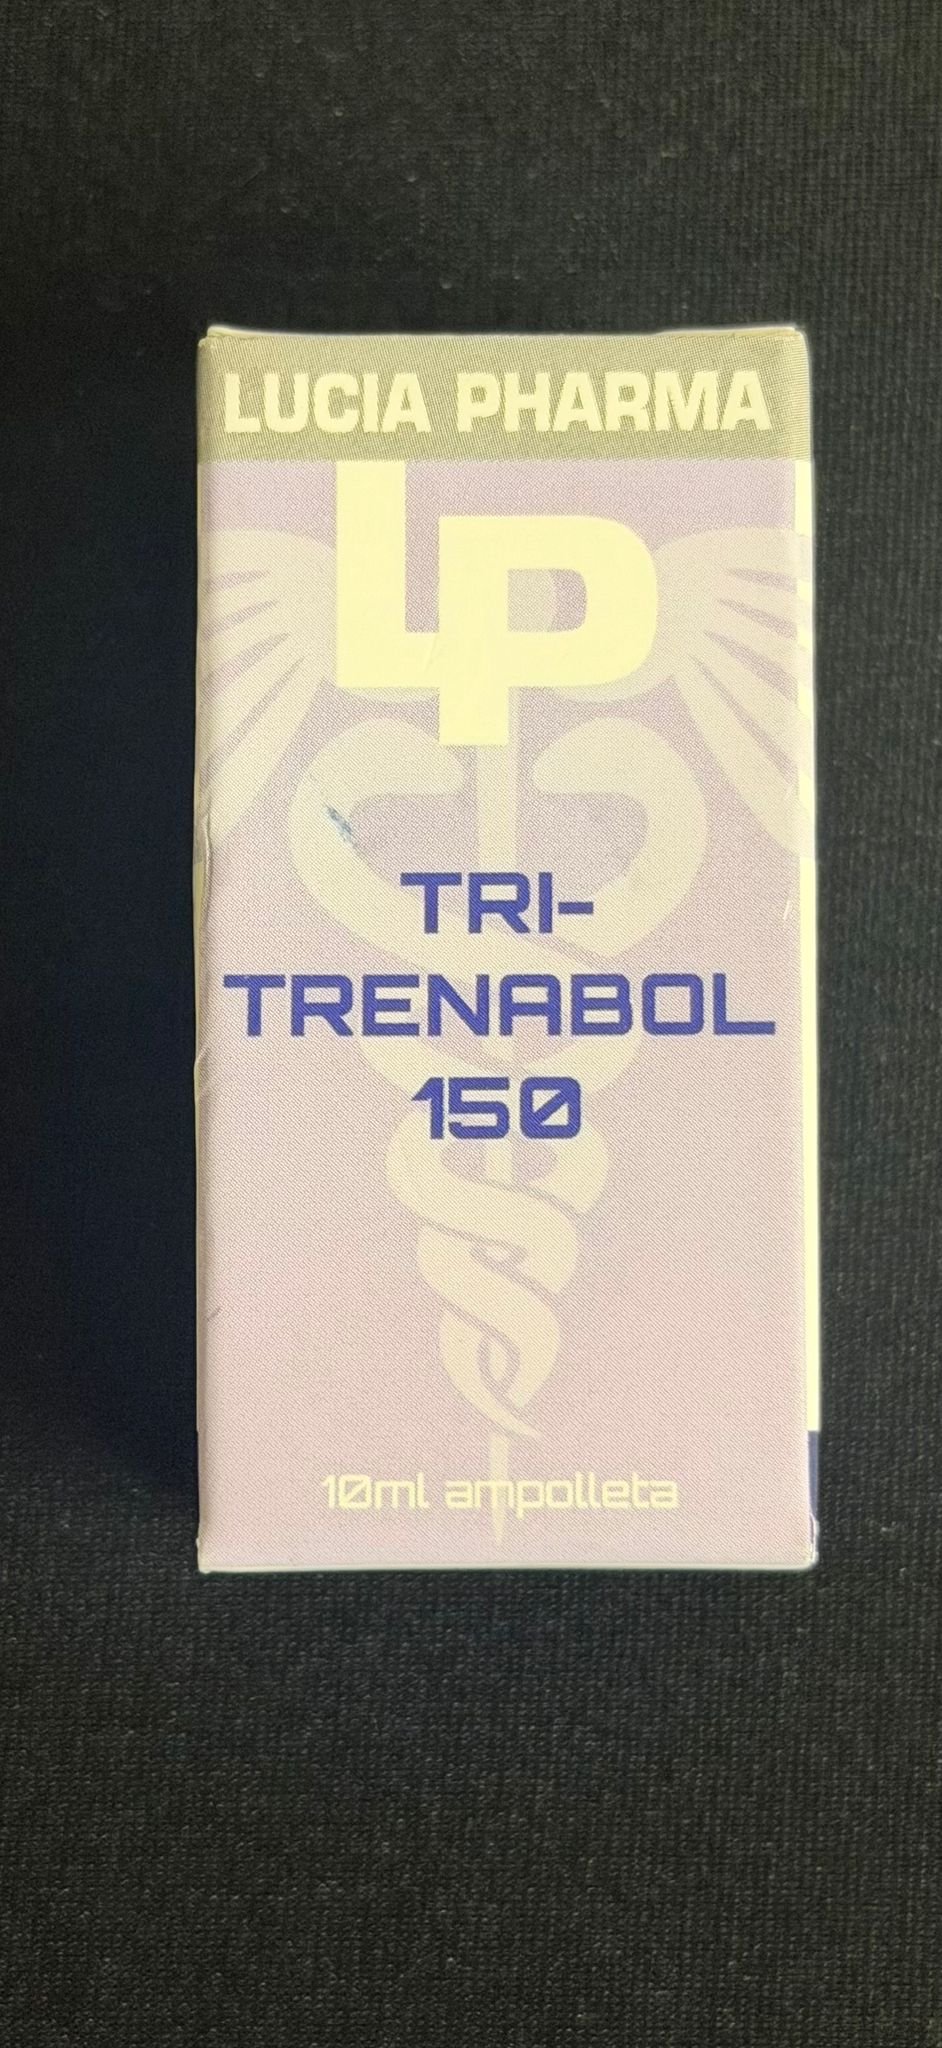 LUCIA PHARMA
LP
TRI-
TRENABOL
150
10ml ampolleta